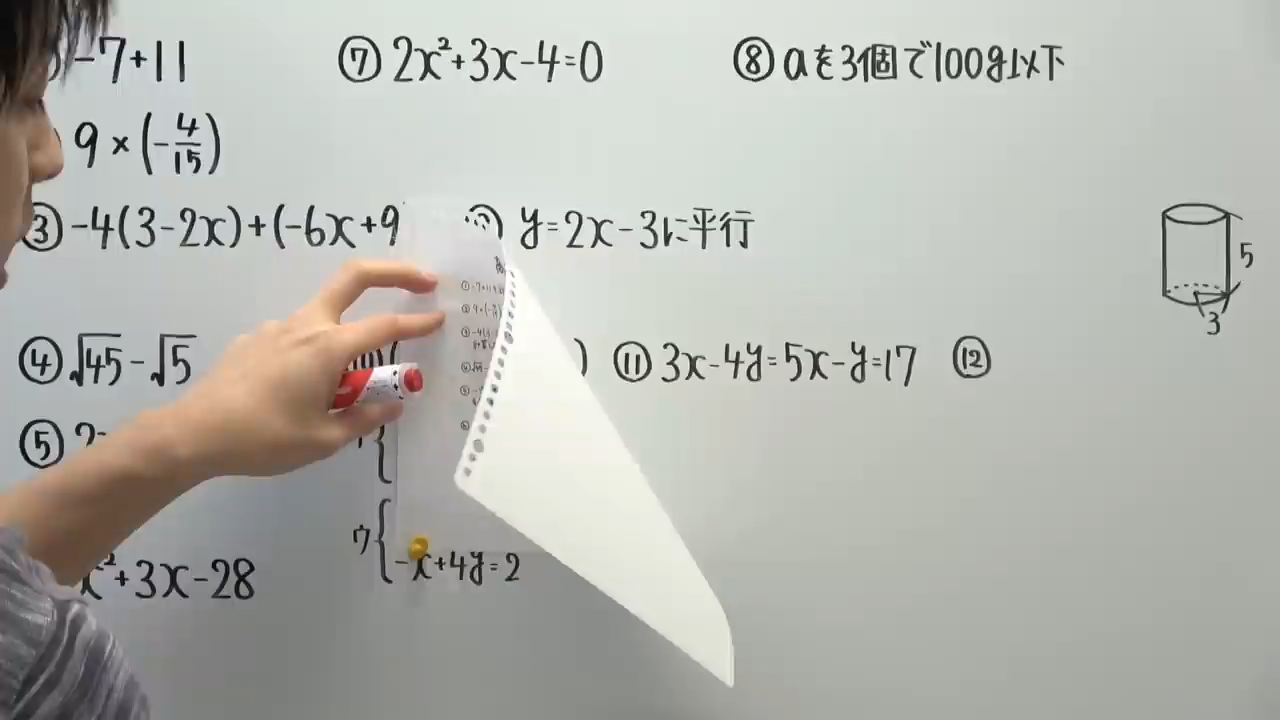 -7+11
⑦ 2x²+3x-4=0
⑧ aを3個で100g以下
9×(-4/15)
③ -4(3-2x)+(-6x+9
y=2x-3に平行
5
3
④ √45-√5
)
⑪ 3x-4y=5x-y=17
⑫
⑤ 2
ウ{
-x+4y=2
x²+3x-28